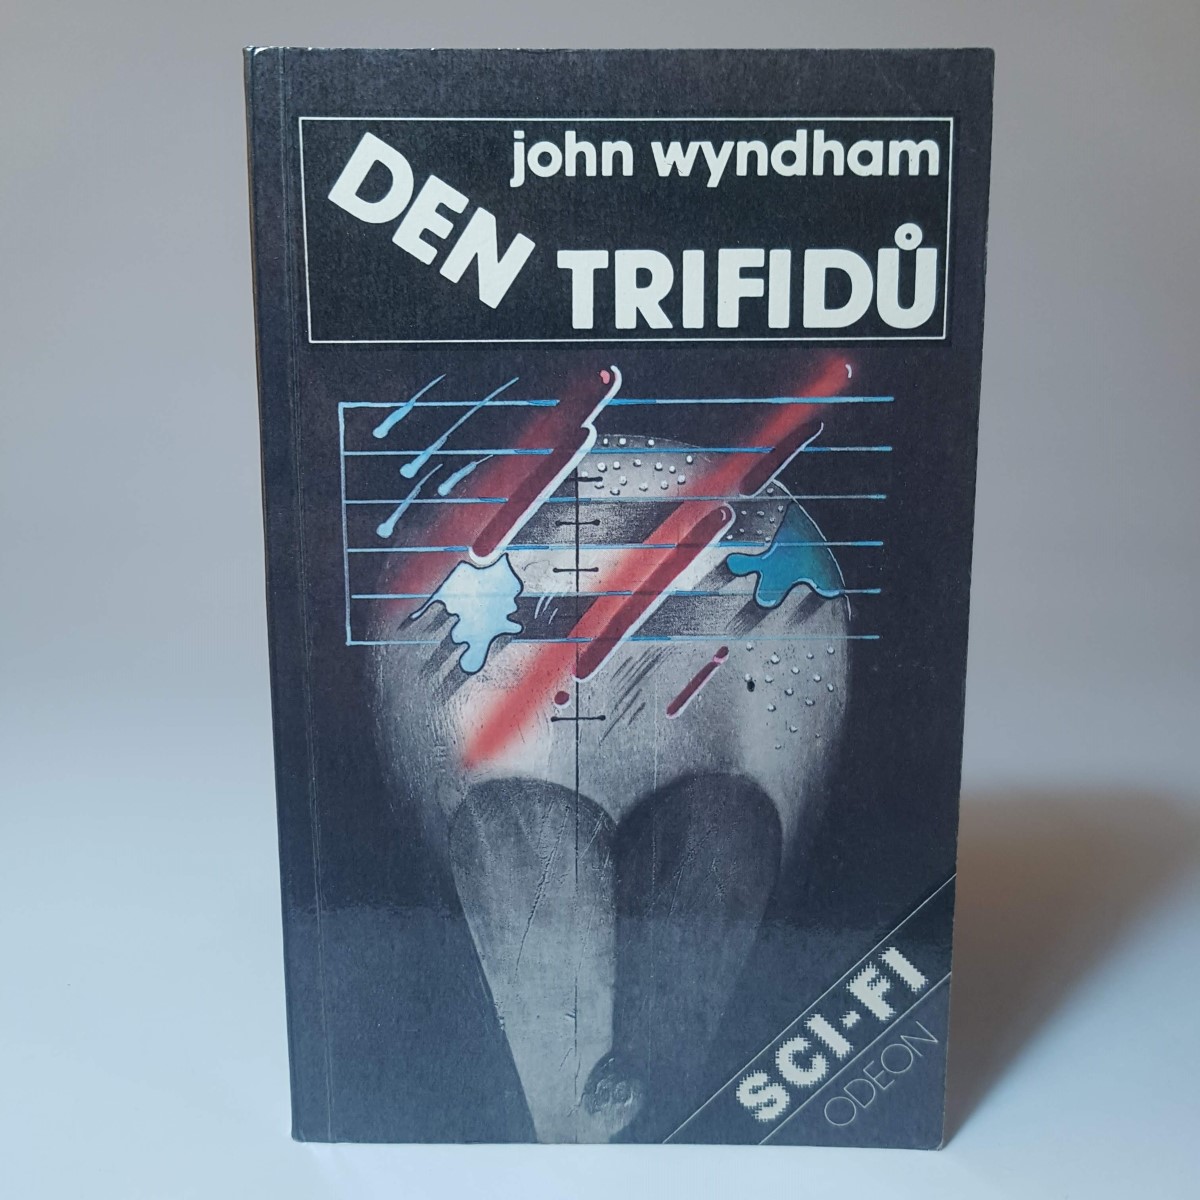 john wyndham
DEN TRIFIDŮ
SCI-FI
ODEON